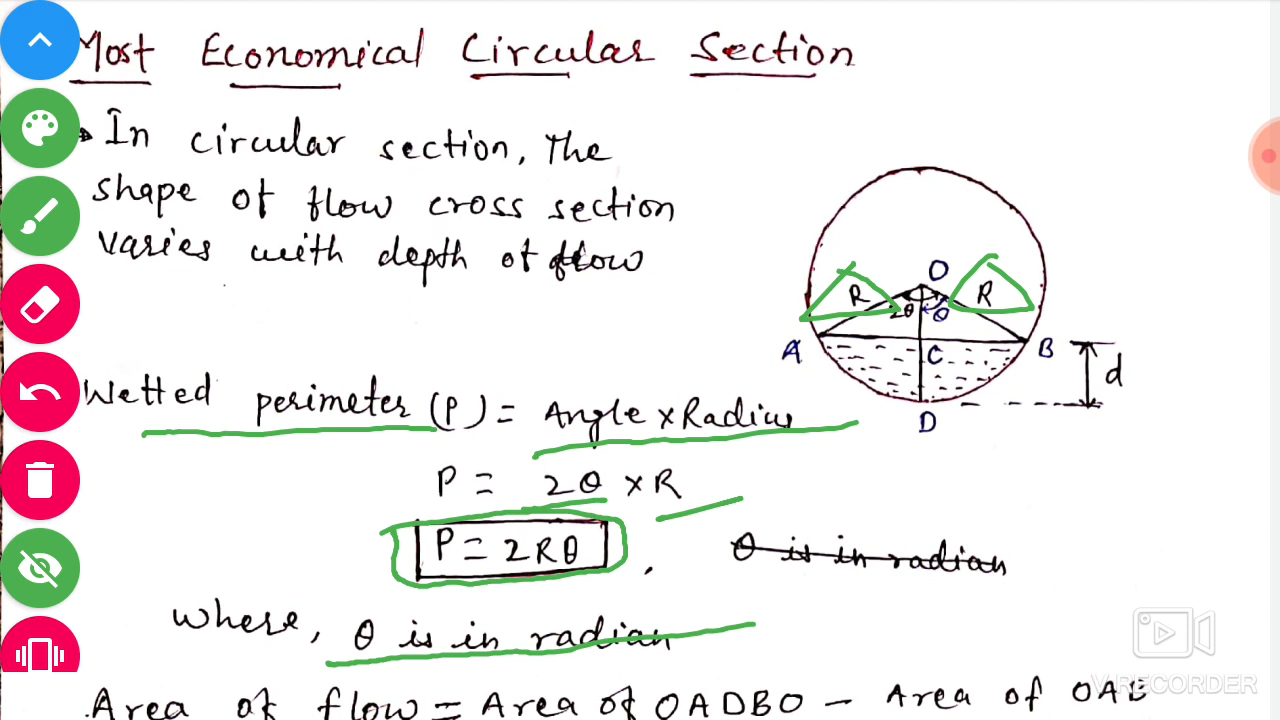 Most Economical Circular Section
In circular section, the
shape of flow cross section
varies with depth of flow
O
R R
2θ θ
A C B
d
D
Wetted perimeter (P) = Angle × Radius
P = 2θ × R
P = 2Rθ , θ is in radian
where, θ is in radian
Area of flow = Area of OADBO - Area of OAB
VIRECORDER